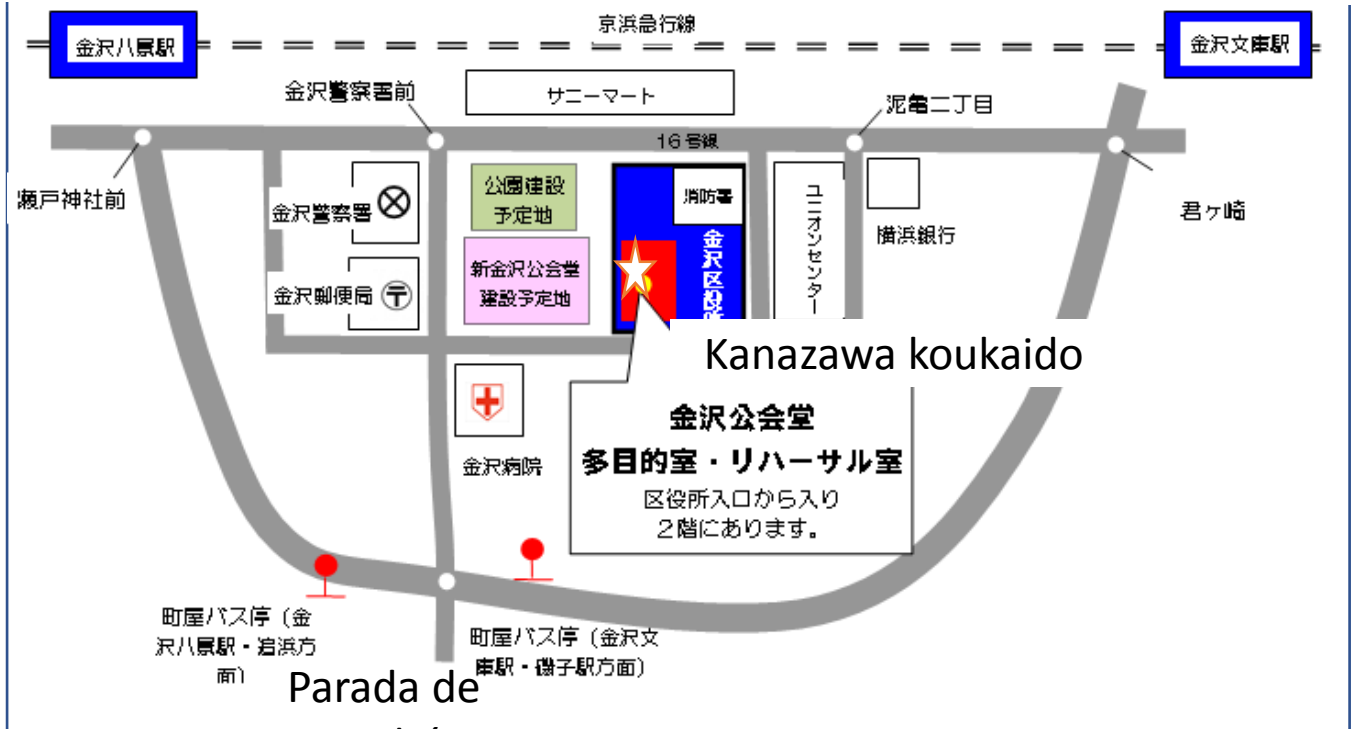 京浜急行線
金沢八景駅
金沢文庫駅
金沢警察署前
サニーマート
泥亀二丁目
16号線
瀬戸神社前
金沢警察署
公園建設
予定地
消防署
金沢区役所
ユニオンセンター
横浜銀行
君ヶ崎
新金沢公会堂
建設予定地
金沢郵便局
Kanazawa koukaido
金沢病院
金沢公会堂
多目的室・リハーサル室
区役所入口から入り
2階にあります。
町屋バス停(金
沢八景駅・追浜方
面)
町屋バス停(金沢文
庫駅・磯子駅方面)
Parada de